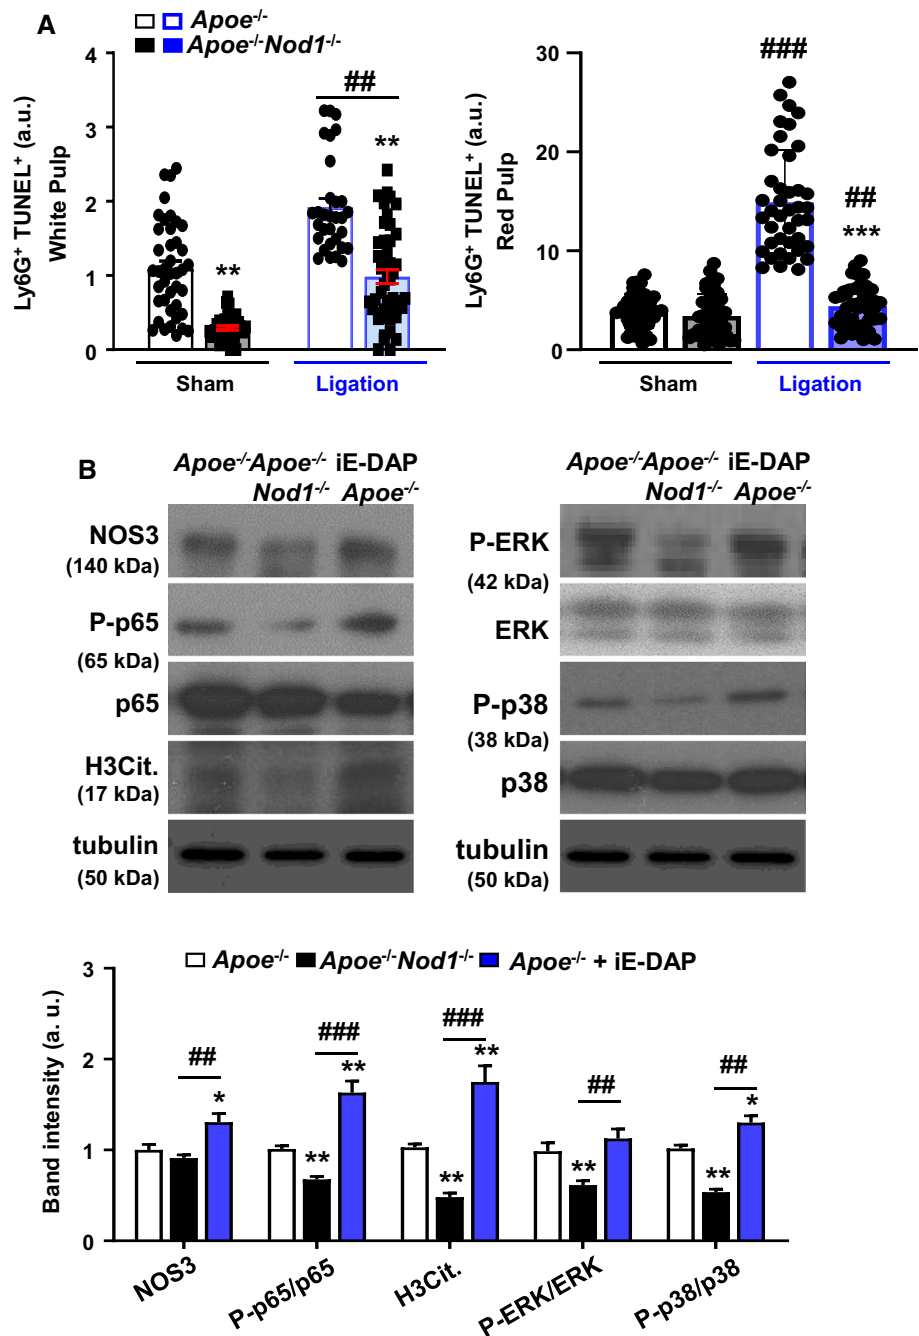 A
Apoe-/-
Apoe-/-Nod1-/-
Ly6G+ TUNEL+ (a.u.)
White Pulp
4
3
2
1
0
**
##
**
Sham
Ligation
Ly6G+ TUNEL+ (a.u.)
Red Pulp
30
20
10
0
###
##
***
Sham
Ligation
B
Apoe-/- Apoe-/- iE-DAP
Nod1-/- Apoe-/-
NOS3
(140 kDa)
P-p65
(65 kDa)
p65
H3Cit.
(17 kDa)
tubulin
(50 kDa)
Apoe-/- Apoe-/- iE-DAP
Nod1-/- Apoe-/-
P-ERK
(42 kDa)
ERK
P-p38
(38 kDa)
p38
tubulin
(50 kDa)
Apoe-/- Apoe-/-Nod1-/- Apoe-/- + iE-DAP
Band intensity (a. u.)
3
2
1
0
##
*
###
**
**
###
**
**
##
**
##
*
**
NOS3
P-p65/p65
H3Cit.
P-ERK/ERK
P-p38/p38